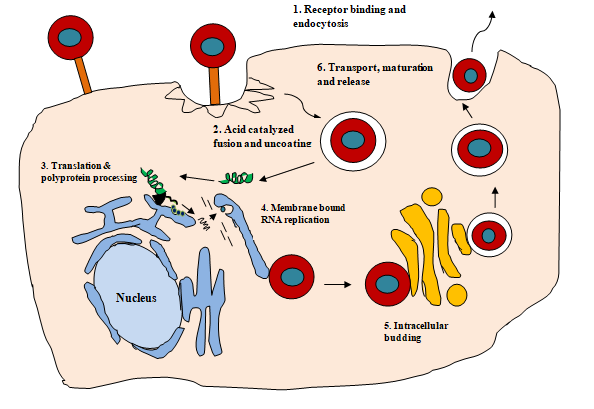 1. Receptor binding and
endocytosis
6. Transport, maturation
and release
2. Acid catalyzed
fusion and uncoating
3. Translation &
polyprotein processing
4. Membrane bound
RNA replication
Nucleus
5. Intracellular
budding